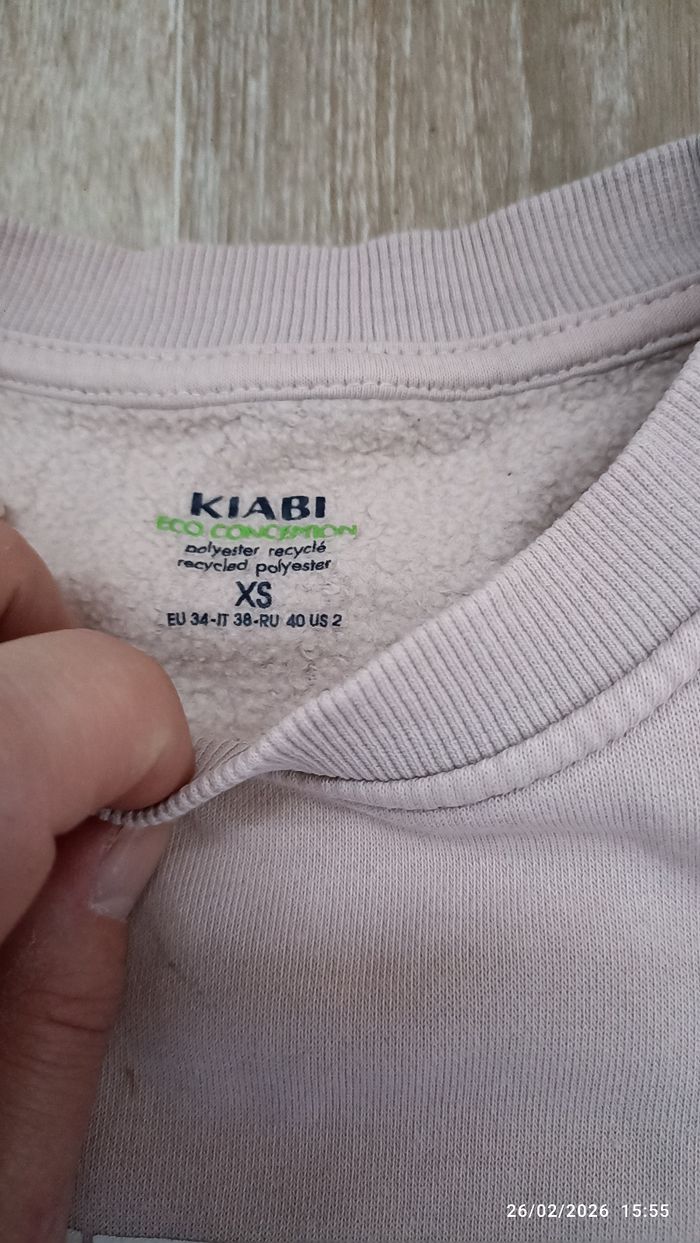 KIABI
ECO CONCEPTION
polyester recyclé
recycled polyester
XS
EU 34-IT 38-RU 40 US 2
26/02/2026 15:55